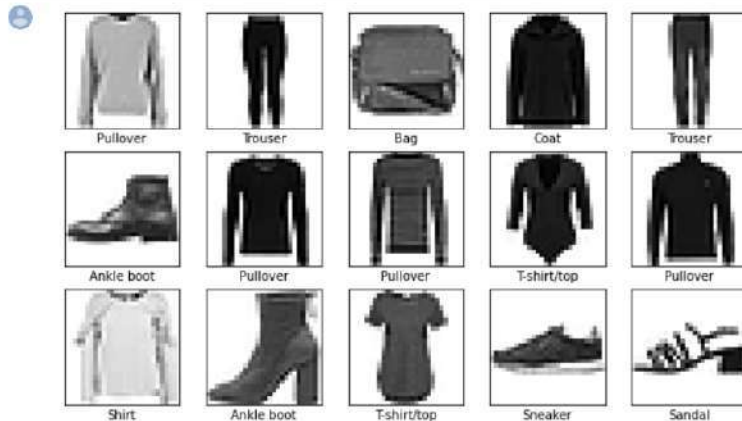 Pullover Trouser Bag Coat Trouser
Ankle boot Pullover Pullover T-shirt/top Pullover
Shirt Ankle boot T-shirt/top Sneaker Sandal